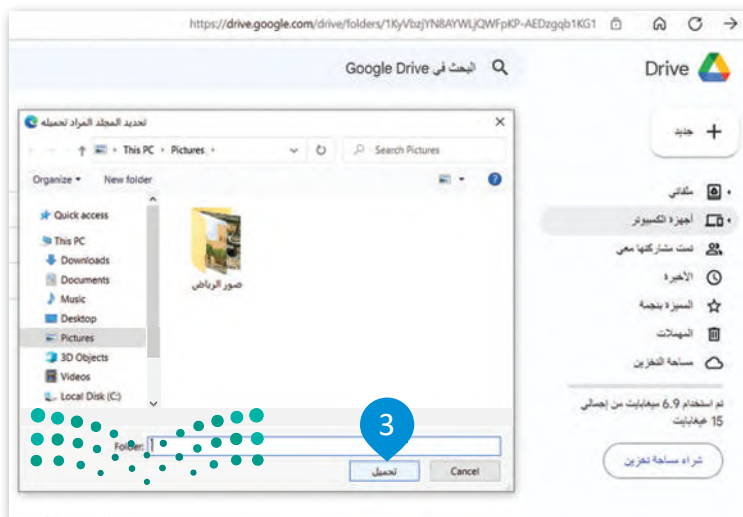 https://drive.google.com/drive/folders/1KyVbzjYN8AYWLjQWFpKP-AEDzgqb1KG1
Drive
البحث في Google Drive
جديد
ملفاتي
أجهزة الكمبيوتر
تمت مشاركتها معي
الأخيرة
المميزة بنجمة
المهملات
مساحة التخزين
تم استخدام 6.9 ميغابايت من إجمالي
15 غيغابايت
شراء مساحة تخزين
تحديد المجلد المراد تحميله
This PC
Pictures
Search Pictures
Organize
New folder
Quick access
This PC
Downloads
Documents
Music
Desktop
Pictures
3D Objects
Videos
Local Disk (C:)
صور الرياض
Folder:
3
تحميل
Cancel